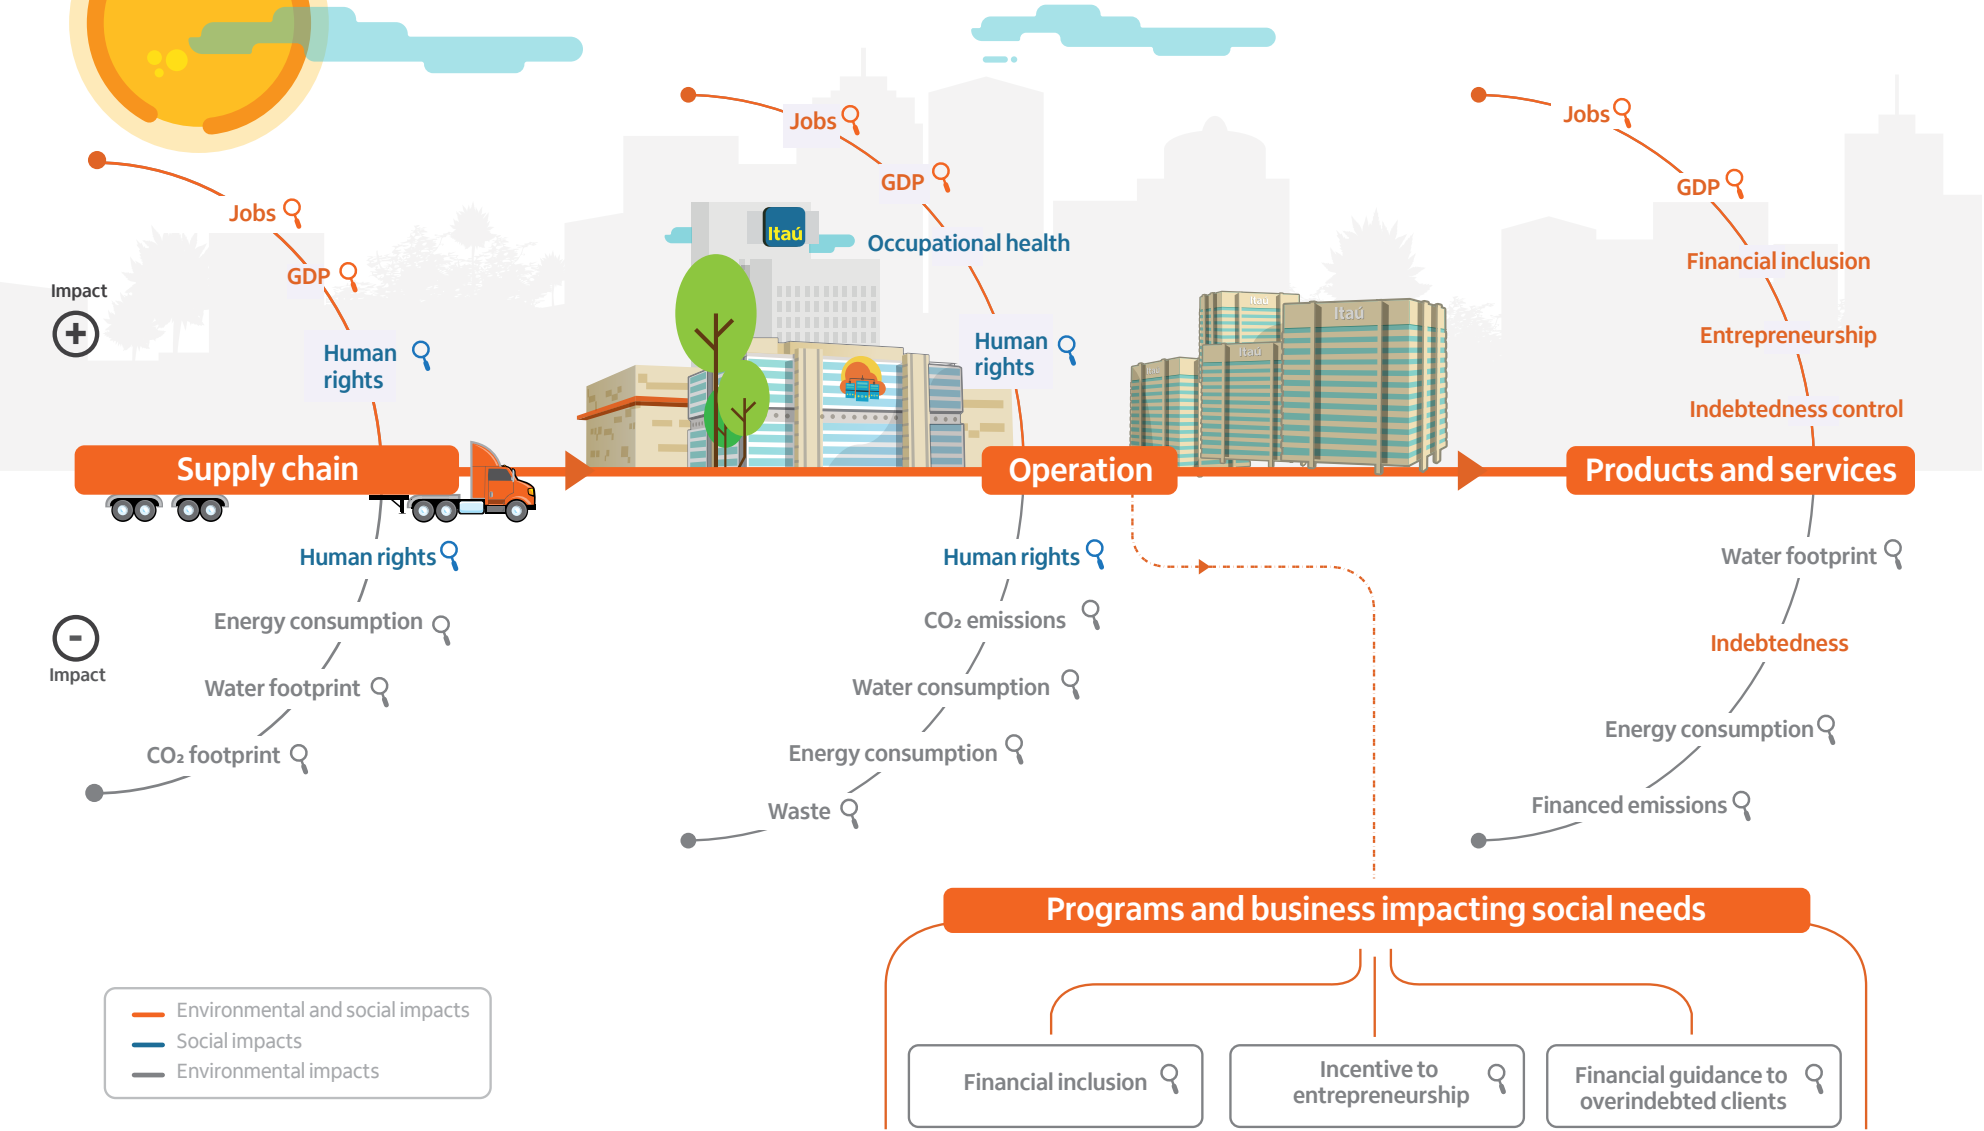 Impact
+
Jobs
GDP
Human
rights
Supply chain
Human rights
Energy consumption
Water footprint
CO₂ footprint
-
Impact
Jobs
GDP
Occupational health
Human
rights
Itaú
Itaú
Itaú
Itaú
Itaú
Operation
Human rights
CO₂ emissions
Water consumption
Energy consumption
Waste
Jobs
GDP
Financial inclusion
Entrepreneurship
Indebtedness control
Products and services
Water footprint
Indebtedness
Energy consumption
Financed emissions
Programs and business impacting social needs
Financial inclusion
Incentive to
entrepreneurship
Financial guidance to
overindebted clients
Environmental and social impacts
Social impacts
Environmental impacts